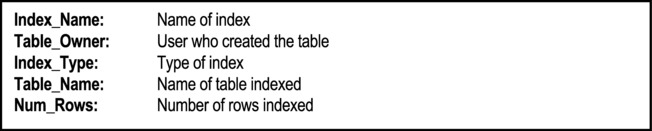 Index_Name: Name of index
Table_Owner: User who created the table
Index_Type: Type of index
Table_Name: Name of table indexed
Num_Rows: Number of rows indexed